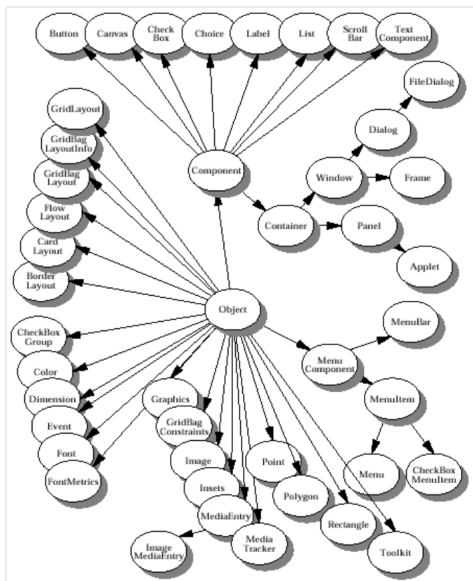 Button
Canvas
Check
Box
Choice
Label
List
Scroll
Bar
Text
Component
FileDialog
GridLayout
Dialog
GridBag
LayoutInfo
GridBag
Layout
Component
Window
Frame
Flow
Layout
Container
Panel
Card
Layout
Applet
Border
Layout
Object
MenuBar
CheckBox
Group
Menu
Component
Color
Dimension
Graphics
MenuItem
Event
GridBag
Constraints
Font
Image
Point
Menu
CheckBox
MenuItem
FontMetrics
Insets
Polygon
MediaEntry
Rectangle
Image
MediaEntry
Media
Tracker
Toolkit